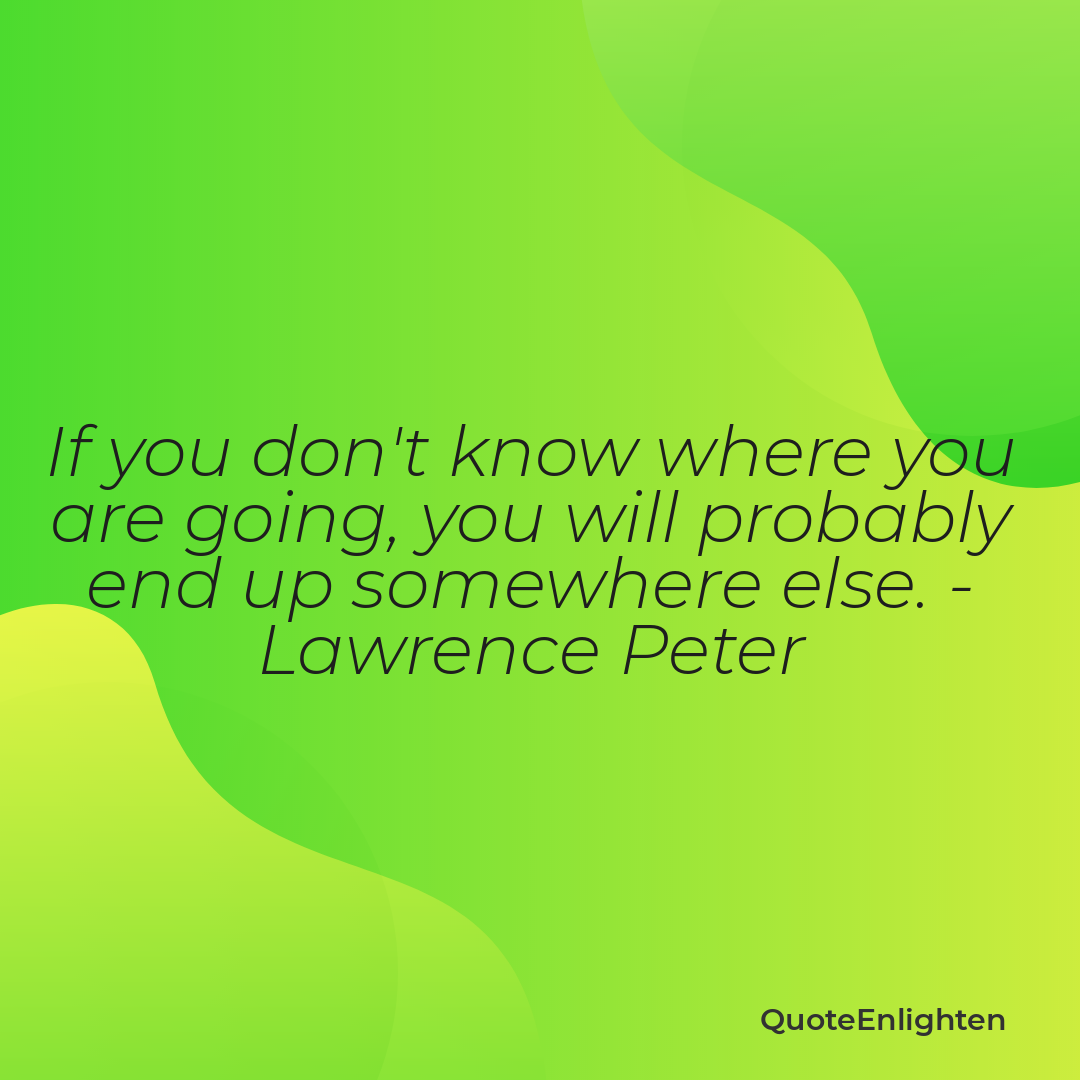 If you don't know where you
are going, you will probably
end up somewhere else. -
Lawrence Peter
QuoteEnlighten